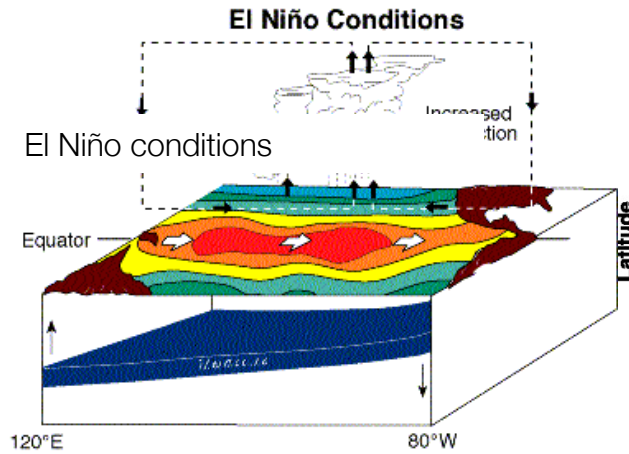 El Niño Conditions
Increased
El Niño conditions
Equator
Latitude
120°E
80°W